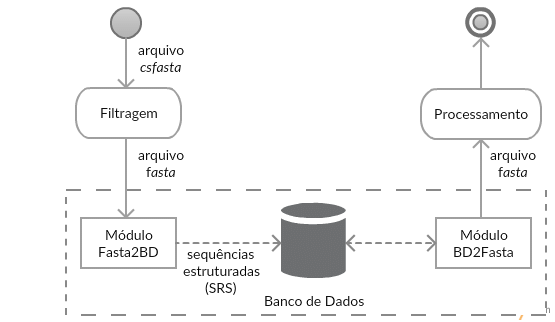 arquivo
csfasta
Filtragem
Processamento
arquivo
fasta
arquivo
fasta
Módulo
Fasta2BD
sequências
estruturadas
(SRS)
Banco de Dados
Módulo
BD2Fasta